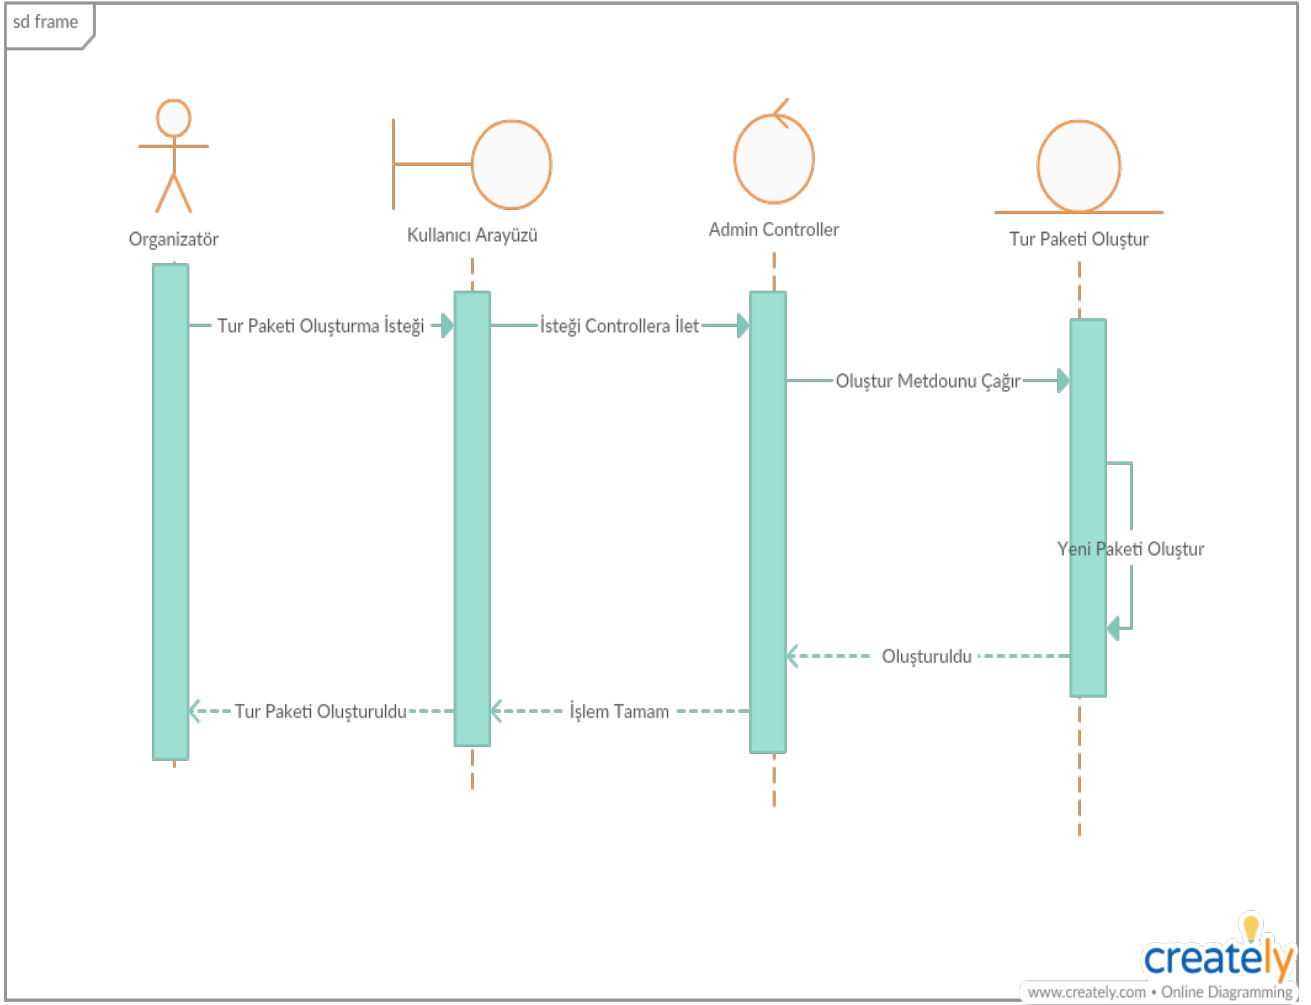 sd frame
Organizatör
Kullanıcı Arayüzü
Admin Controller
Tur Paketi Oluştur
Tur Paketi Oluşturma İsteği
İsteği Controllera İlet
Oluştur Metdounu Çağır
Yeni Paketi Oluştur
Oluşturuldu
Tur Paketi Oluşturuldu
İşlem Tamam
creately
www.creately.com • Online Diagramming